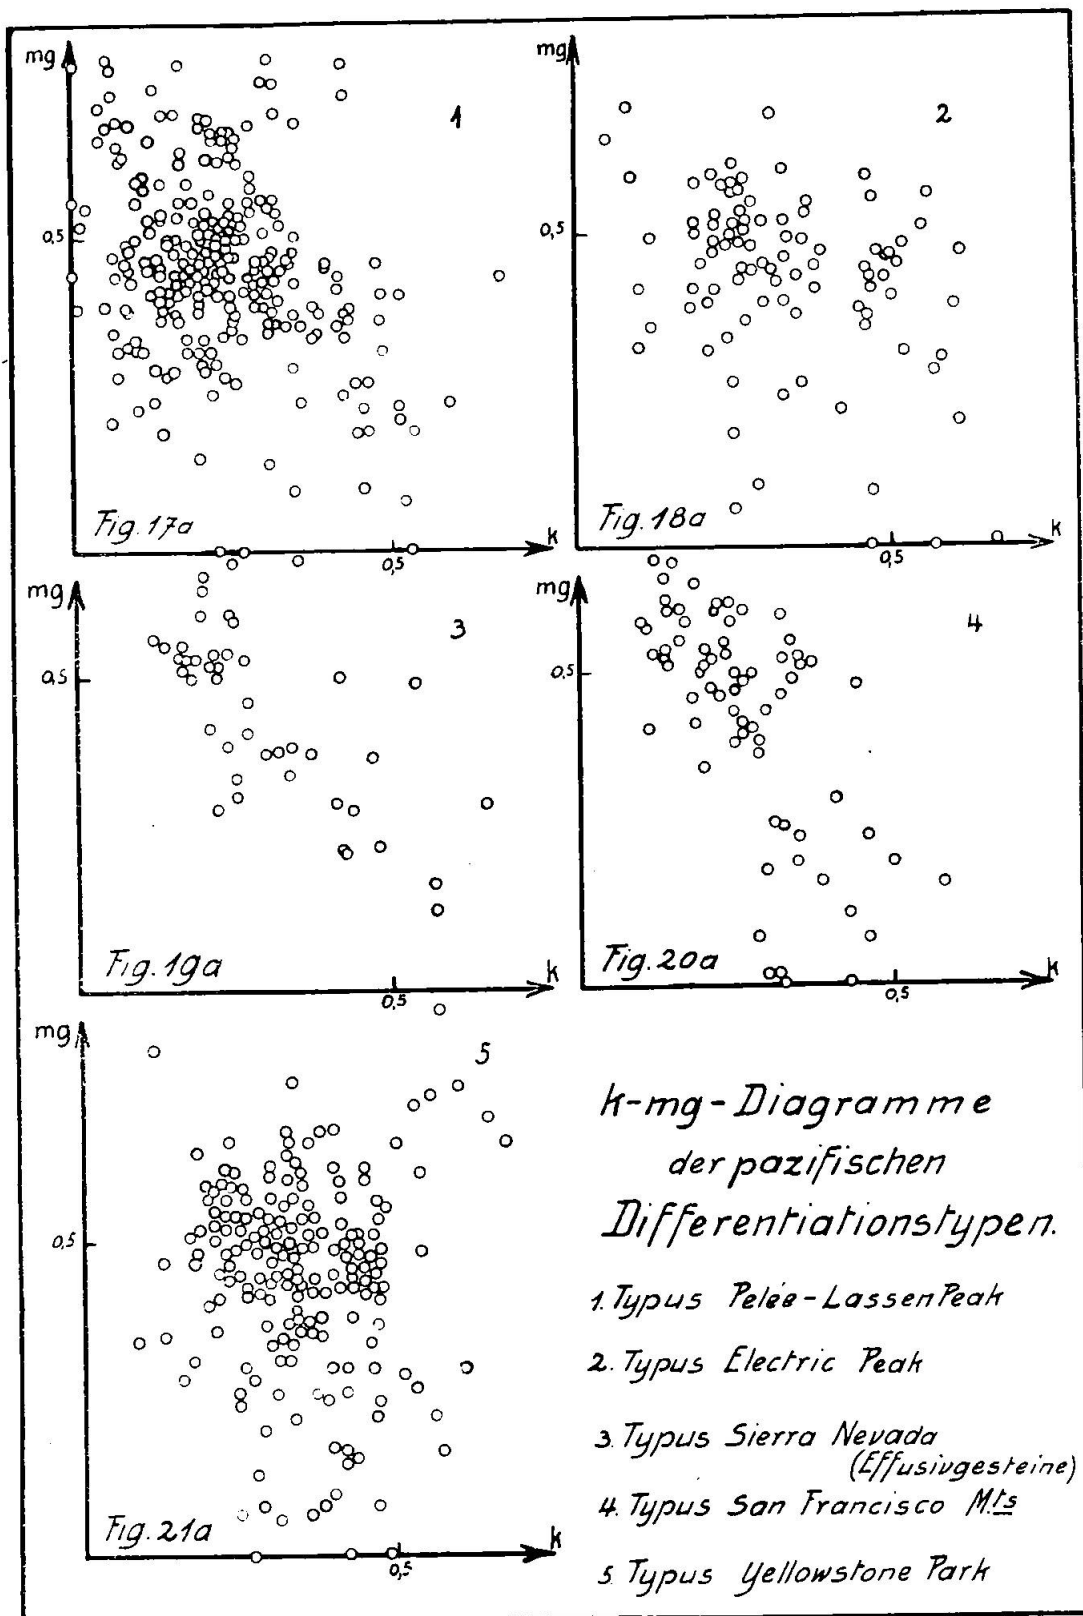 mg
1
0,5
Fig. 17a
k
0,5
mg
2
0,5
Fig. 18a
k
0,5
mg
3
0,5
Fig. 19a
k
0,5
mg
4
0,5
Fig. 20a
k
0,5
mg
5
0,5
Fig. 21a
0,5
k-mg-Diagramme
der pazifischen
Differentiationstypen.
1. Typus Pelée-Lassen Peak
2. Typus Electric Peak
3. Typus Sierra Nevada
(Effusivgesteine)
4. Typus San Francisco Mts
5. Typus Yellowstone Park